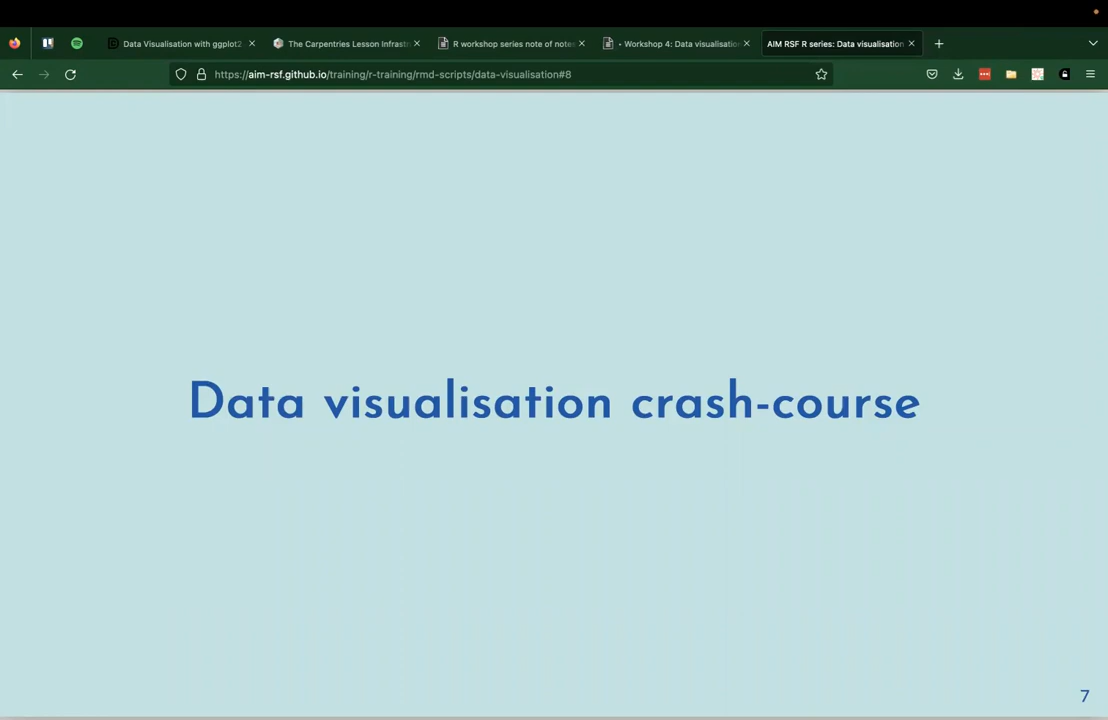 Data Visualisation with ggplot2
The Carpentries Lesson Infrastr
R workshop series note of notes
• Workshop 4: Data visualisation
AIM RSF R series: Data visualisation
https://aim-rsf.github.io/training/r-training/rmd-scripts/data-visualisation#8
Data visualisation crash-course
7